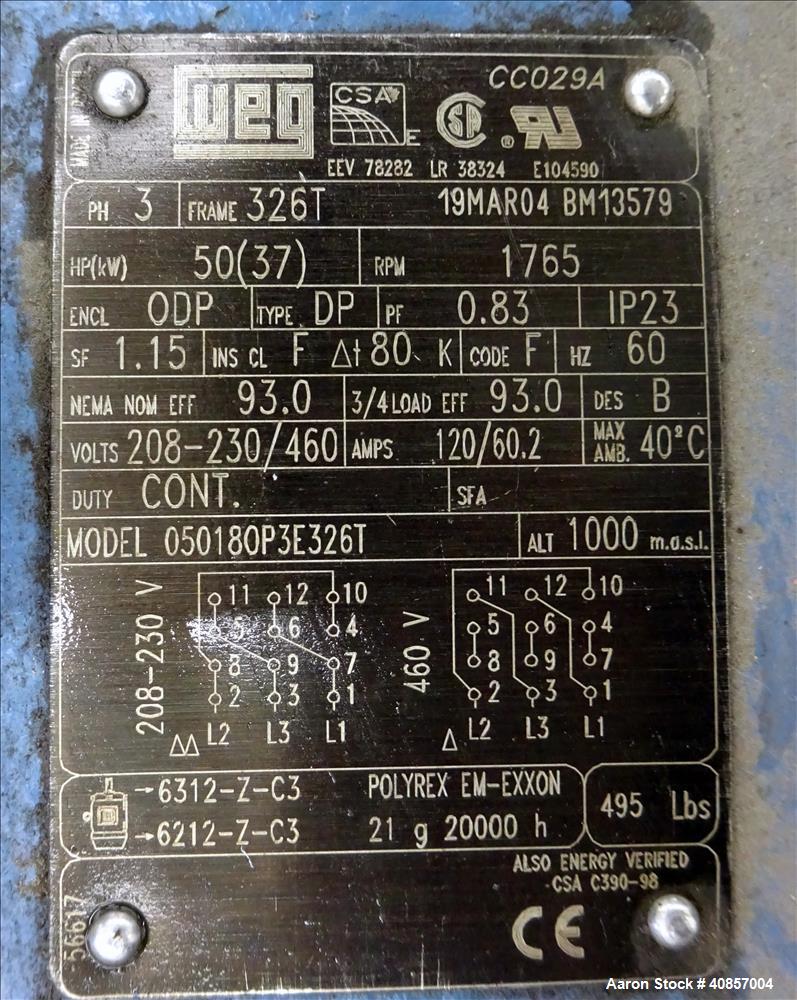 CC029A
MADE IN
WEG CSA E SA ® UR
EEV 78282 LR 38324 E104590
PH 3 FRAME 326T 19MAR04 BM13579
HP(kW) 50(37) RPM 1765
ENCL ODP TYPE DP PF 0.83 IP23
SF 1.15 INS CL F Δt 80 K CODE F HZ 60
NEMA NOM EFF 93.0 3/4 LOAD EFF 93.0 DES B
VOLTS 208-230/460 AMPS 120/60.2 MAX AMB. 40°C
DUTY CONT. SFA
MODEL 05018OP3E326T ALT 1000 m.a.s.l.
208-230 V
11 12 10
5 6 4
8 9 7
2 3 1
ΔΔ L2 L3 L1
460 V
11 12 10
5 6 4
8 9 7
2 3 1
Δ L2 L3 L1
→6312-Z-C3 POLYREX EM-EXXON
→6212-Z-C3 21 g 20000 h
495 Lbs
ALSO ENERGY VERIFIED
CSA C390-98
CE
56617
Aaron Stock # 40857004